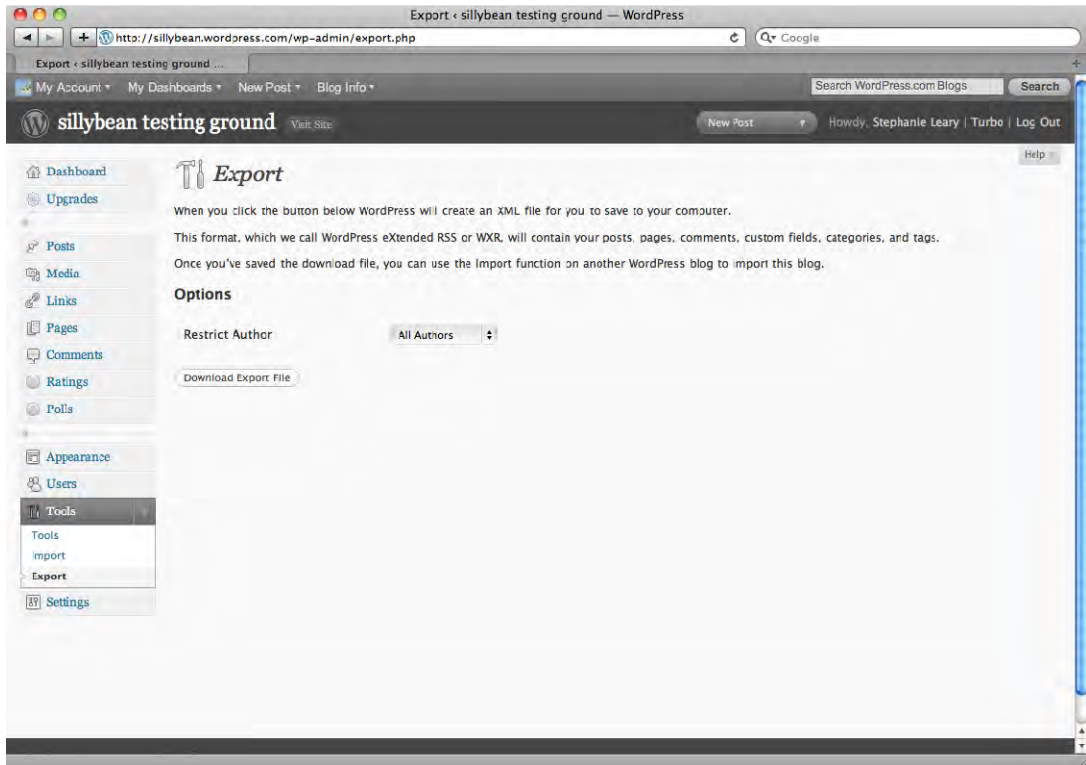 Export ‹ sillybean testing ground — WordPress
http://sillybean.wordpress.com/wp-admin/export.php
Google
Export ‹ sillybean testing ground ...
My Account
My Dashboards
New Post
Blog Info
Search WordPress.com Blogs
Search
sillybean testing ground
Visit Site
New Post
Howdy, Stephanie Leary | Turbo | Log Out
Help
Dashboard
Upgrades
Posts
Media
Links
Pages
Comments
Ratings
Polls
Appearance
Users
Tools
Tools
Import
Export
Settings
Export
When you click the button below WordPress will create an XML file for you to save to your computer.
This format, which we call WordPress eXtended RSS or WXR, will contain your posts, pages, comments, custom fields, categories, and tags.
Once you've saved the download file, you can use the Import function on another WordPress blog to import this blog.
Options
Restrict Author
All Authors
Download Export File